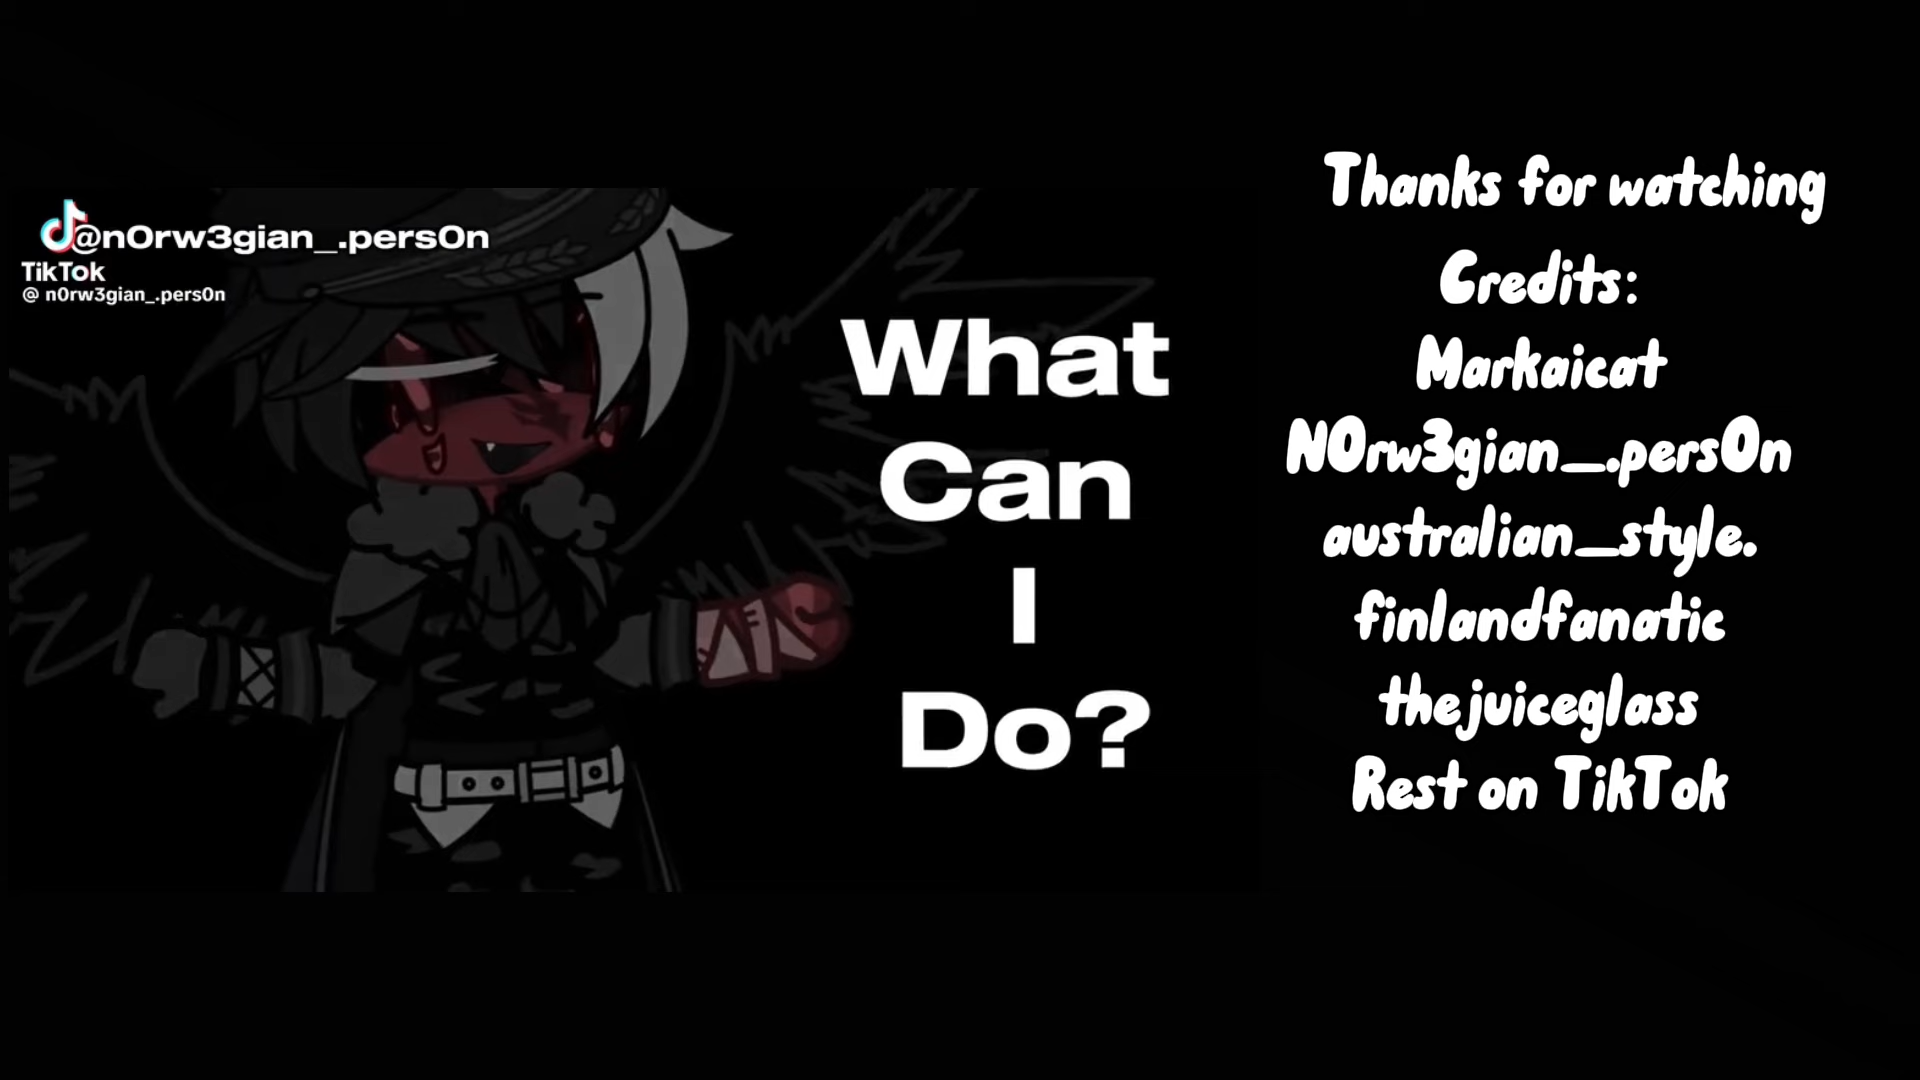 @n0rw3gian_.pers0n
TikTok
@ n0rw3gian_.pers0n
What
Can
I
Do?
Thanks for watching
Credits:
Markaicat
N0rw3gian_.pers0n
australian_style.
finlandfanatic
thejuiceglass
Rest on TikTok